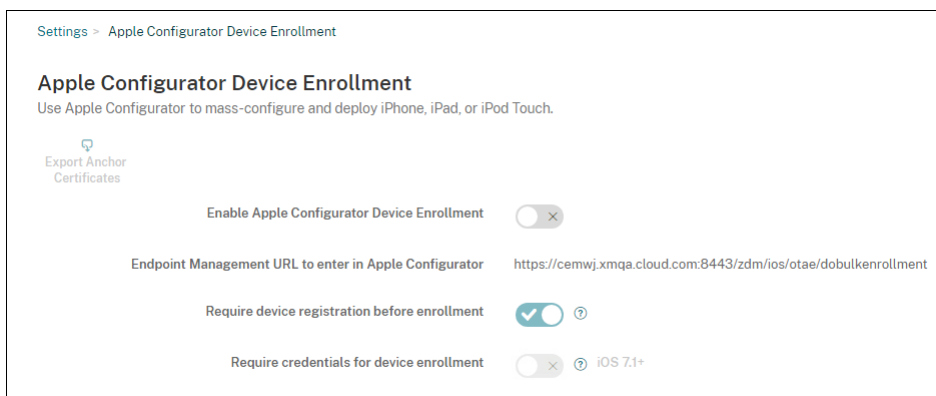 Settings > Apple Configurator Device Enrollment
Apple Configurator Device Enrollment
Use Apple Configurator to mass-configure and deploy iPhone, iPad, or iPod Touch.
Export Anchor
Certificates
Enable Apple Configurator Device Enrollment
Endpoint Management URL to enter in Apple Configurator https://cemwj.xmqa.cloud.com:8443/zdm/ios/otae/dobulkenrollment
Require device registration before enrollment ?
Require credentials for device enrollment ? iOS 7.1+